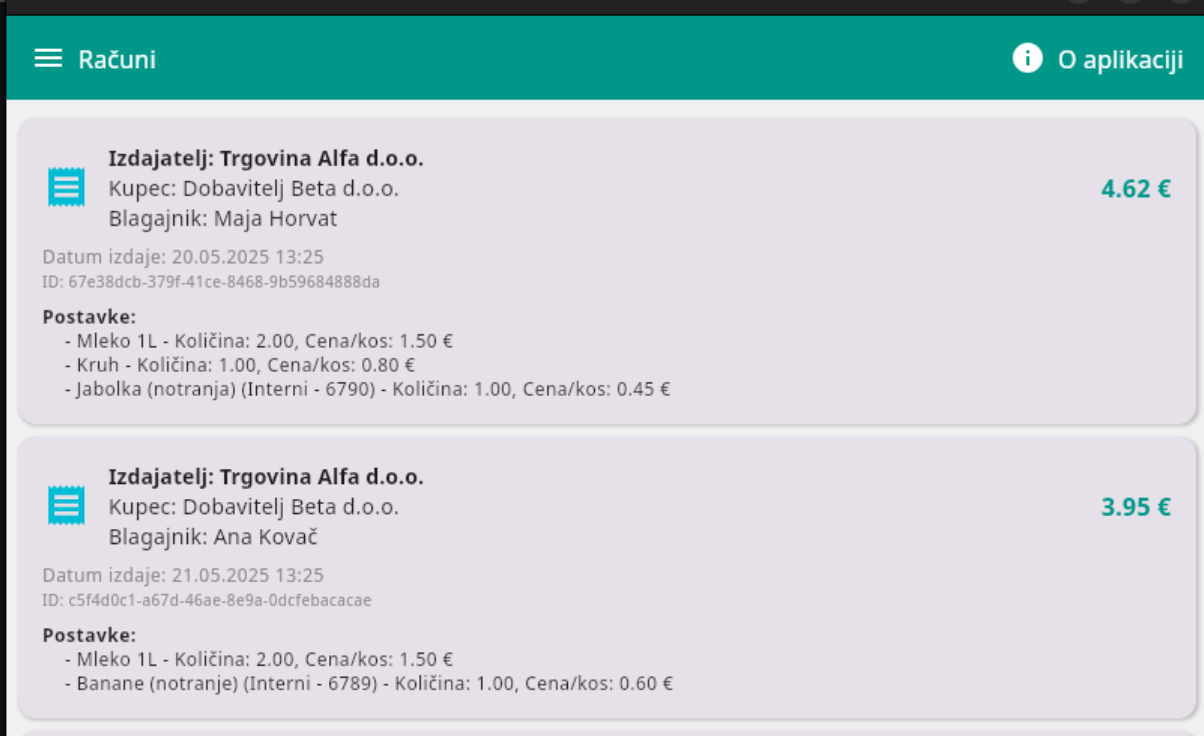 Računi
O aplikaciji
Izdajatelj: Trgovina Alfa d.o.o.
Kupec: Dobavitelj Beta d.o.o.
4.62 €
Blagajnik: Maja Horvat
Datum izdaje: 20.05.2025 13:25
ID: 67e38dcb-379f-41ce-8468-9b59684888da
Postavke:
- Mleko 1L - Količina: 2.00, Cena/kos: 1.50 €
- Kruh - Količina: 1.00, Cena/kos: 0.80 €
- Jabolka (notranja) (Interni - 6790) - Količina: 1.00, Cena/kos: 0.45 €
Izdajatelj: Trgovina Alfa d.o.o.
Kupec: Dobavitelj Beta d.o.o.
3.95 €
Blagajnik: Ana Kovač
Datum izdaje: 21.05.2025 13:25
ID: c5f4d0c1-a67d-46ae-8e9a-0dcfebacacae
Postavke:
- Mleko 1L - Količina: 2.00, Cena/kos: 1.50 €
- Banane (notranje) (Interni - 6789) - Količina: 1.00, Cena/kos: 0.60 €